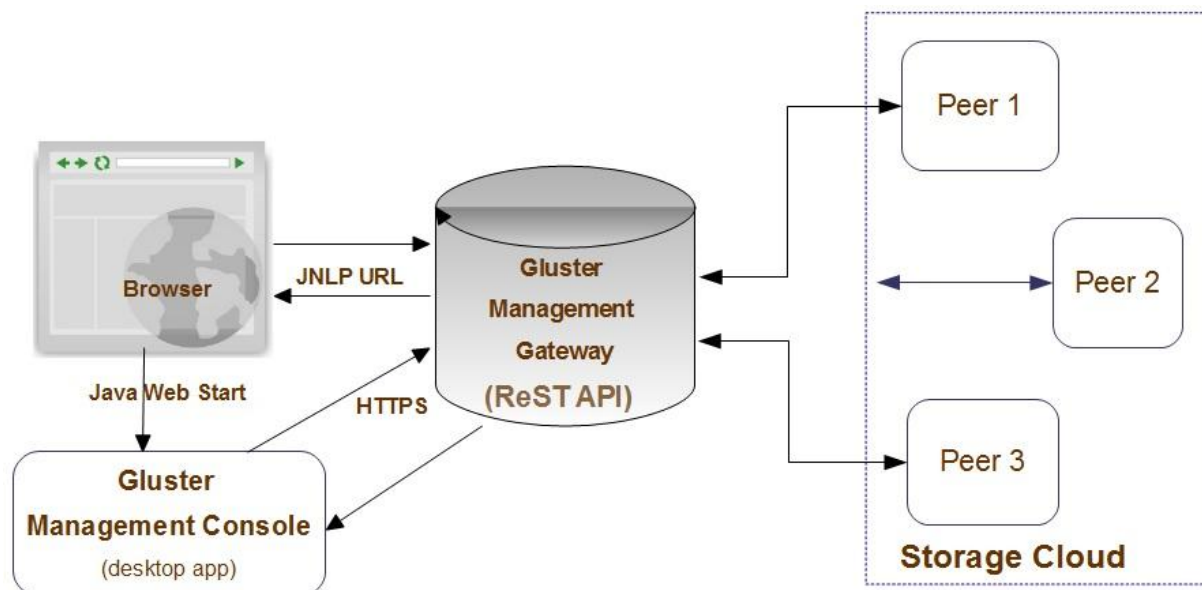 Browser
JNLP URL
Java Web Start
HTTPS
Gluster
Management
Gateway
(ReST API)
Gluster
Management Console
(desktop app)
Peer 1
Peer 2
Peer 3
Storage Cloud